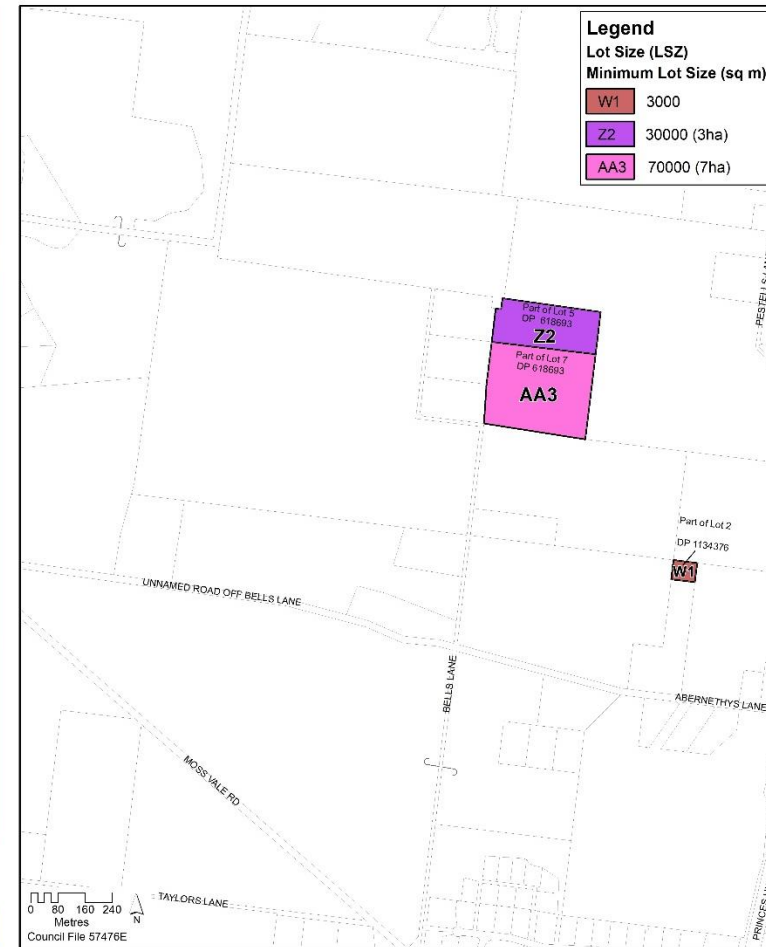 Legend
Lot Size (LSZ)
Minimum Lot Size (sq m)
W1 3000
Z2 30000 (3ha)
AA3 70000 (7ha)
Part of Lot 5
DP 618693
Z2
Part of Lot 7
DP 618693
AA3
Part of Lot 2
DP 1134376
W1
UNNAMED ROAD OFF BELLS LANE
BELLS LANE
ABERNETHYS LANE
MOSS VALE RD
TAYLORS LANE
0 80 160 240
Metres
N
Council File 57476E